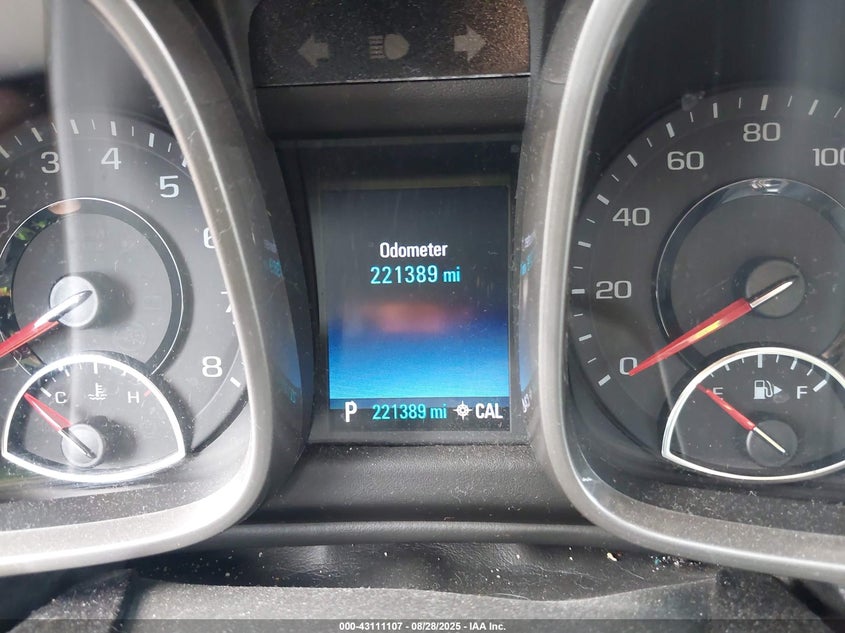 3 4 5 6 7 8
C H
Odometer
221389 mi
P 221389 mi CAL
0 20 40 60 80 100
E F
000-43111107 - 08/28/2025 - IAA Inc.